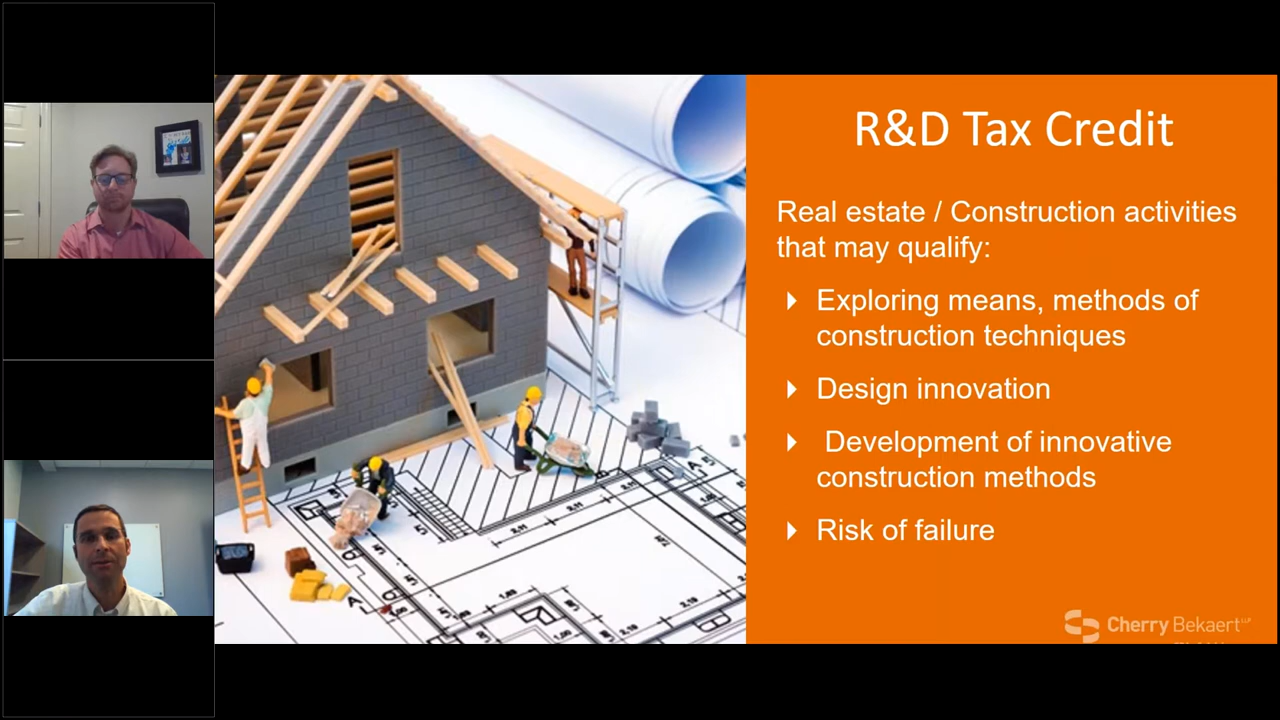 R&D Tax Credit
Real estate / Construction activities
that may qualify:
Exploring means, methods of
construction techniques
Design innovation
Development of innovative
construction methods
Risk of failure
Cherry Bekaert LLP